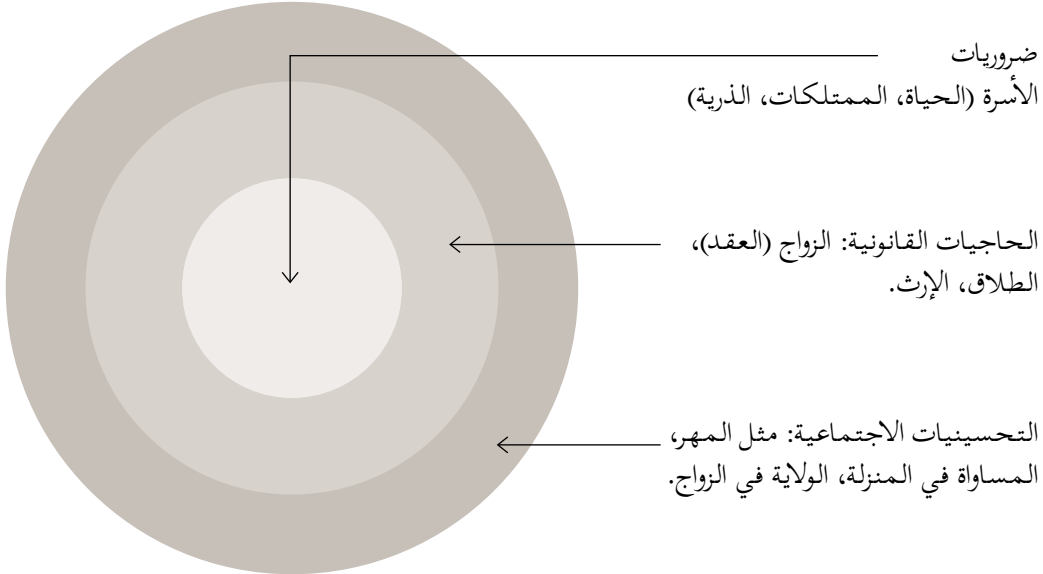 ضروريات
الأسرة (الحياة، الممتلكات، الذرية)
الحاجيات القانونية: الزواج (العقد)،
الطلاق، الإرث.
التحسينيات الاجتماعية: مثل المهر،
المساواة في المنزلة، الولاية في الزواج.